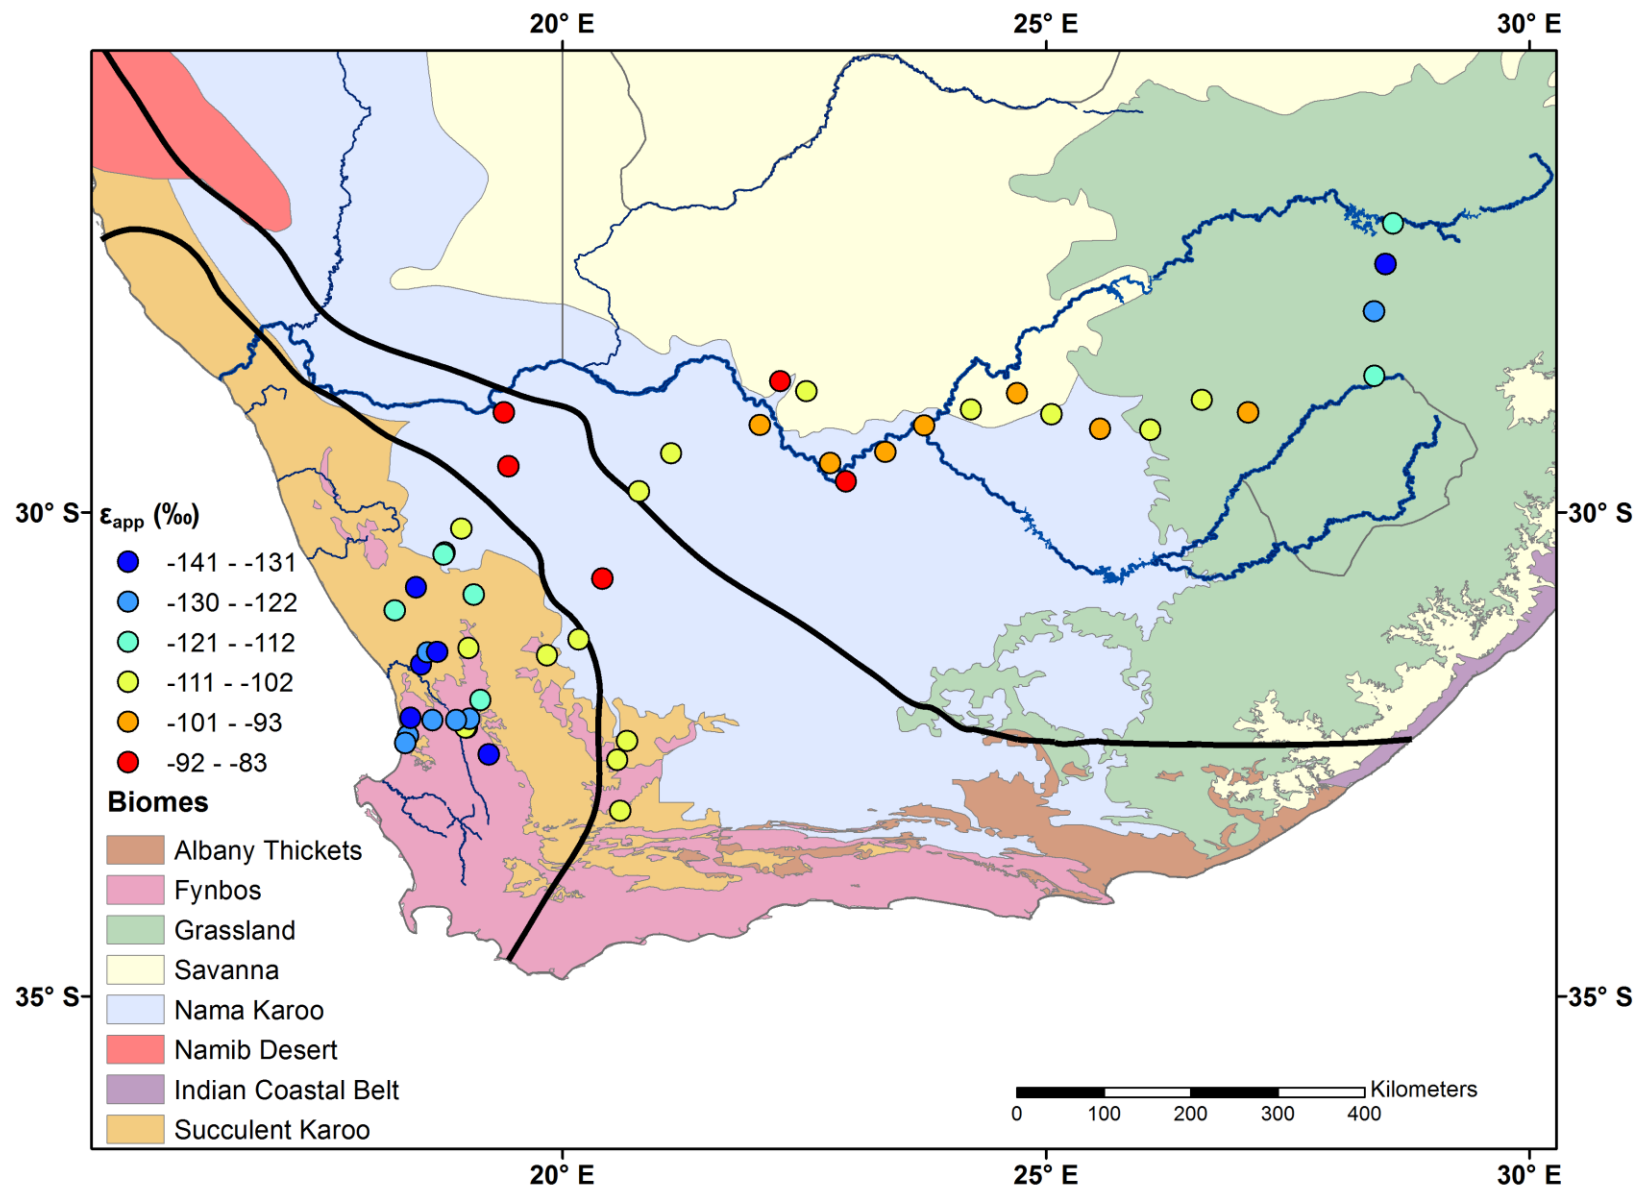 20° E 25° E 30° E
30° S 30° S
εapp (‰)
-141 - -131
-130 - -122
-121 - -112
-111 - -102
-101 - -93
-92 - -83
Biomes
Albany Thickets
Fynbos
Grassland
Savanna
Nama Karoo
Namib Desert
Indian Coastal Belt
Succulent Karoo
35° S 35° S
Kilometers
0 100 200 300 400
20° E 25° E 30° E